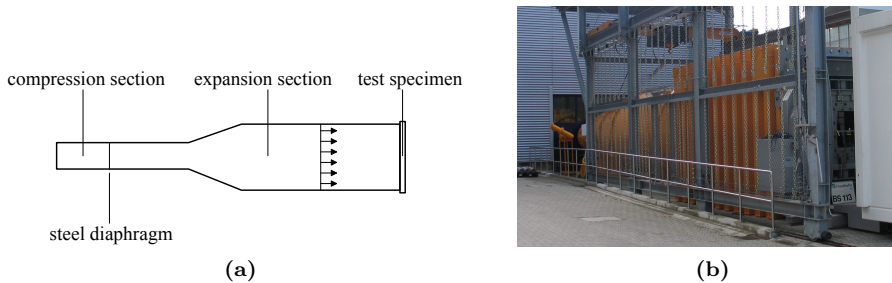 compression section
expansion section
test specimen
steel diaphragm
(a)
BS 113
(b)